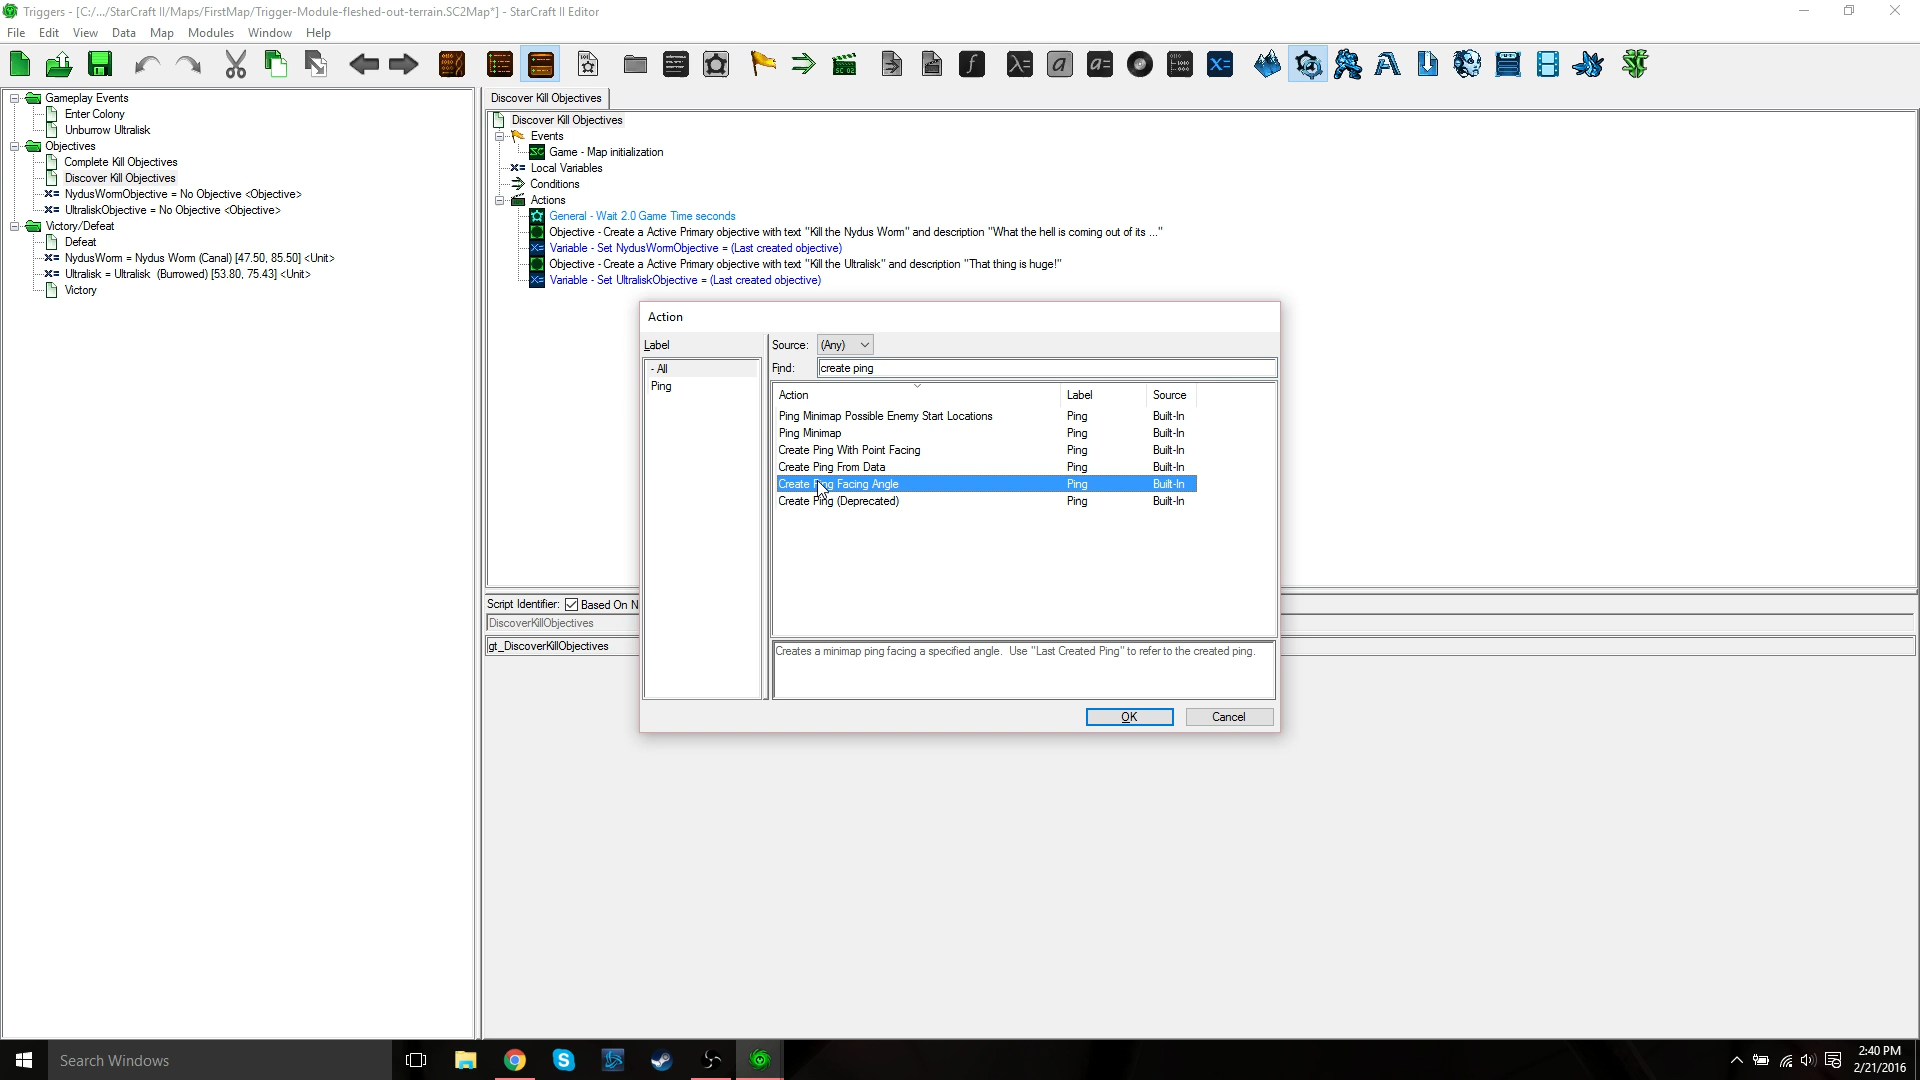 Triggers - [C:/.../StarCraft II/Maps/FirstMap/Trigger-Module-fleshed-out-terrain.SC2Map*] - StarCraft II Editor
File Edit View Data Map Modules Window Help
Gameplay Events
Enter Colony
Unburrow Ultralisk
Objectives
Complete Kill Objectives
Discover Kill Objectives
NydusWormObjective = No Objective <Objective>
UltraliskObjective = No Objective <Objective>
Victory/Defeat
Defeat
NydusWorm = Nydus Worm (Canal) [47.50, 85.50] <Unit>
Ultralisk = Ultralisk (Burrowed) [53.80, 75.43] <Unit>
Victory
Discover Kill Objectives
Discover Kill Objectives
Events
Game - Map initialization
Local Variables
Conditions
Actions
General - Wait 2.0 Game Time seconds
Objective - Create a Active Primary objective with text "Kill the Nydus Worm" and description "What the hell is coming out of its ..."
Variable - Set NydusWormObjective = (Last created objective)
Objective - Create a Active Primary objective with text "Kill the Ultralisk" and description "That thing is huge!"
Variable - Set UltraliskObjective = (Last created objective)
Script Identifier: Based On N
DiscoverKillObjectives
gt_DiscoverKillObjectives
Action
Label
- All
Ping
Source: (Any)
Find: create ping
Action Label Source
Ping Minimap Possible Enemy Start Locations Ping Built-In
Ping Minimap Ping Built-In
Create Ping With Point Facing Ping Built-In
Create Ping From Data Ping Built-In
Create Ping Facing Angle Ping Built-In
Create Ping (Deprecated) Ping Built-In
Creates a minimap ping facing a specified angle. Use "Last Created Ping" to refer to the created ping.
OK Cancel
Search Windows
2:40 PM
2/21/2016